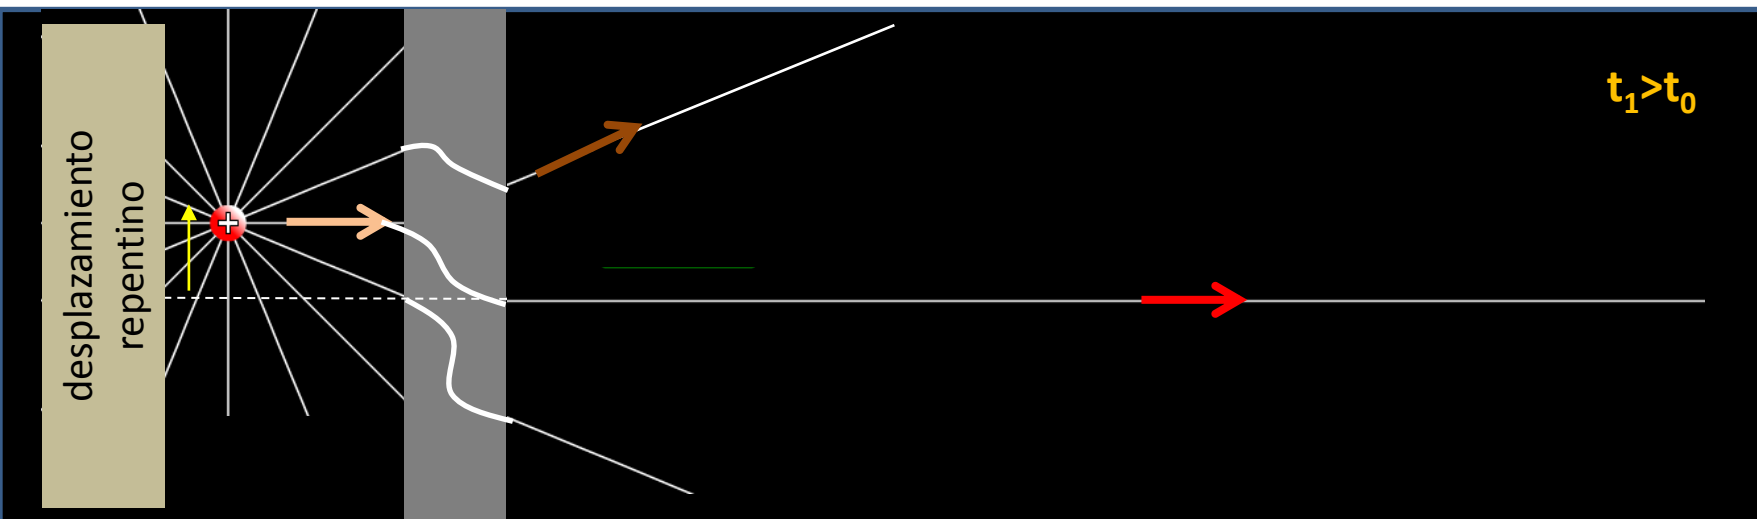 desplazamiento
repentino
+
t₁>t₀